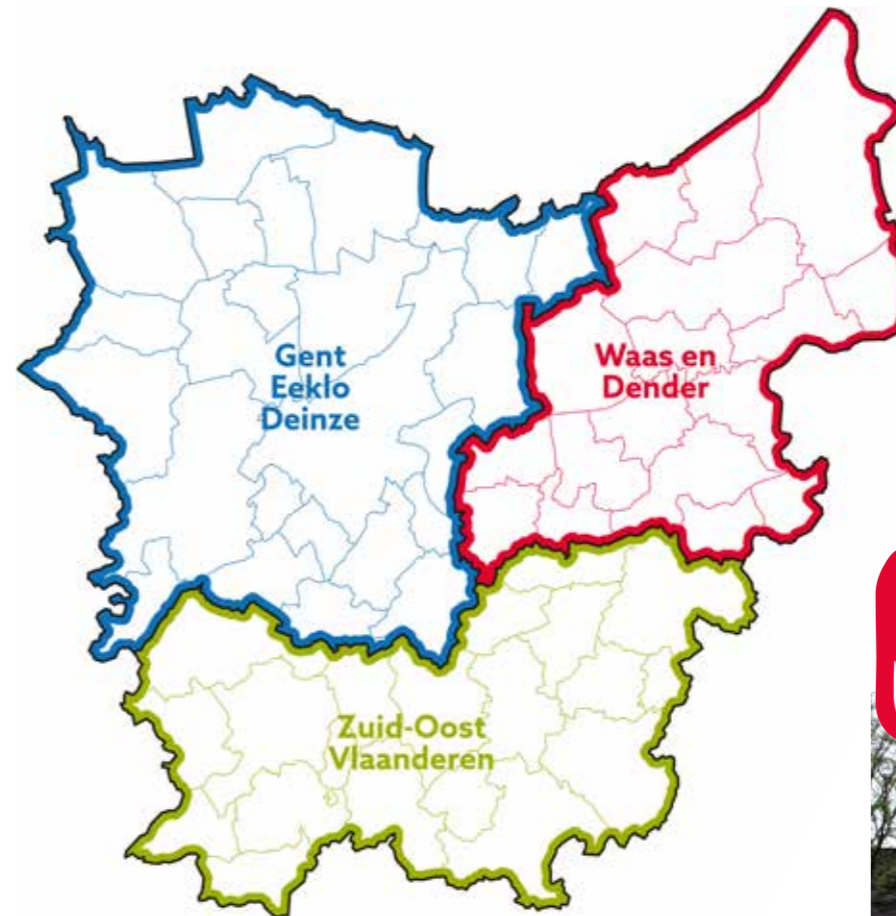 Gent
Eeklo
Deinze
Waas en
Dender
Zuid-Oost
Vlaanderen